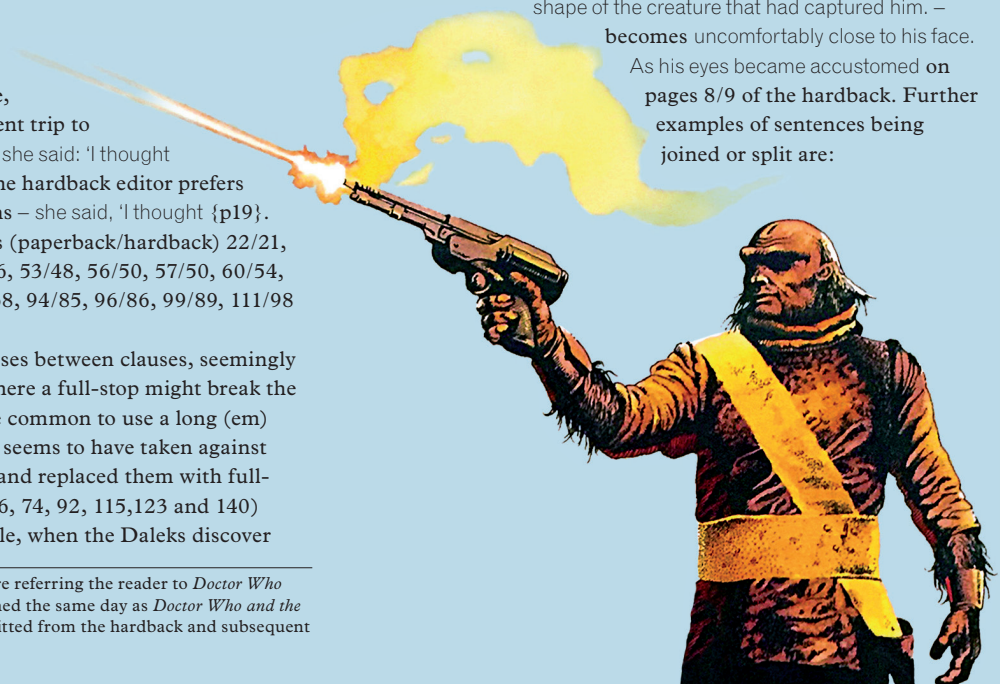 e,
ent trip to
she said: ‘I thought
ne hardback editor prefers
ns – she said, ‘I thought {p19}.
s (paperback/hardback) 22/21,
6, 53/48, 56/50, 57/50, 60/54,
68, 94/85, 96/86, 99/89, 111/98
ses between clauses, seemingly
here a full-stop might break the
e common to use a long (em)
seems to have taken against
and replaced them with full-
6, 74, 92, 115,123 and 140)
le, when the Daleks discover
re referring the reader to Doctor Who
ned the same day as Doctor Who and the
itted from the hardback and subsequent
shape of the creature that had captured him. –
becomes uncomfortably close to his face.
As his eyes became accustomed on
pages 8/9 of the hardback. Further
examples of sentences being
joined or split are: